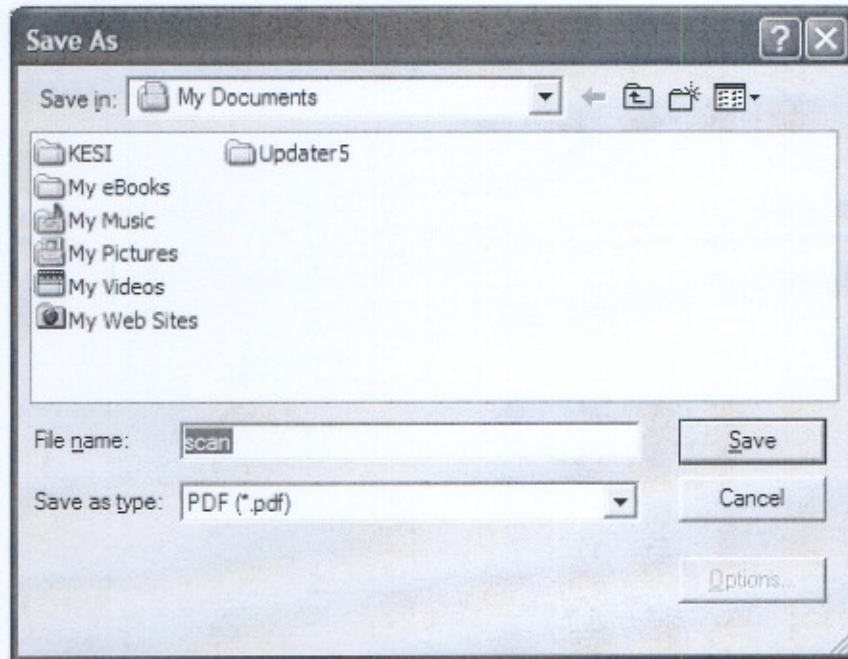 Save As
Save in: My Documents
KESI Updater5
My eBooks
My Music
My Pictures
My Videos
My Web Sites
File name: scan Save
Save as type: PDF (*.pdf) Cancel
Options...